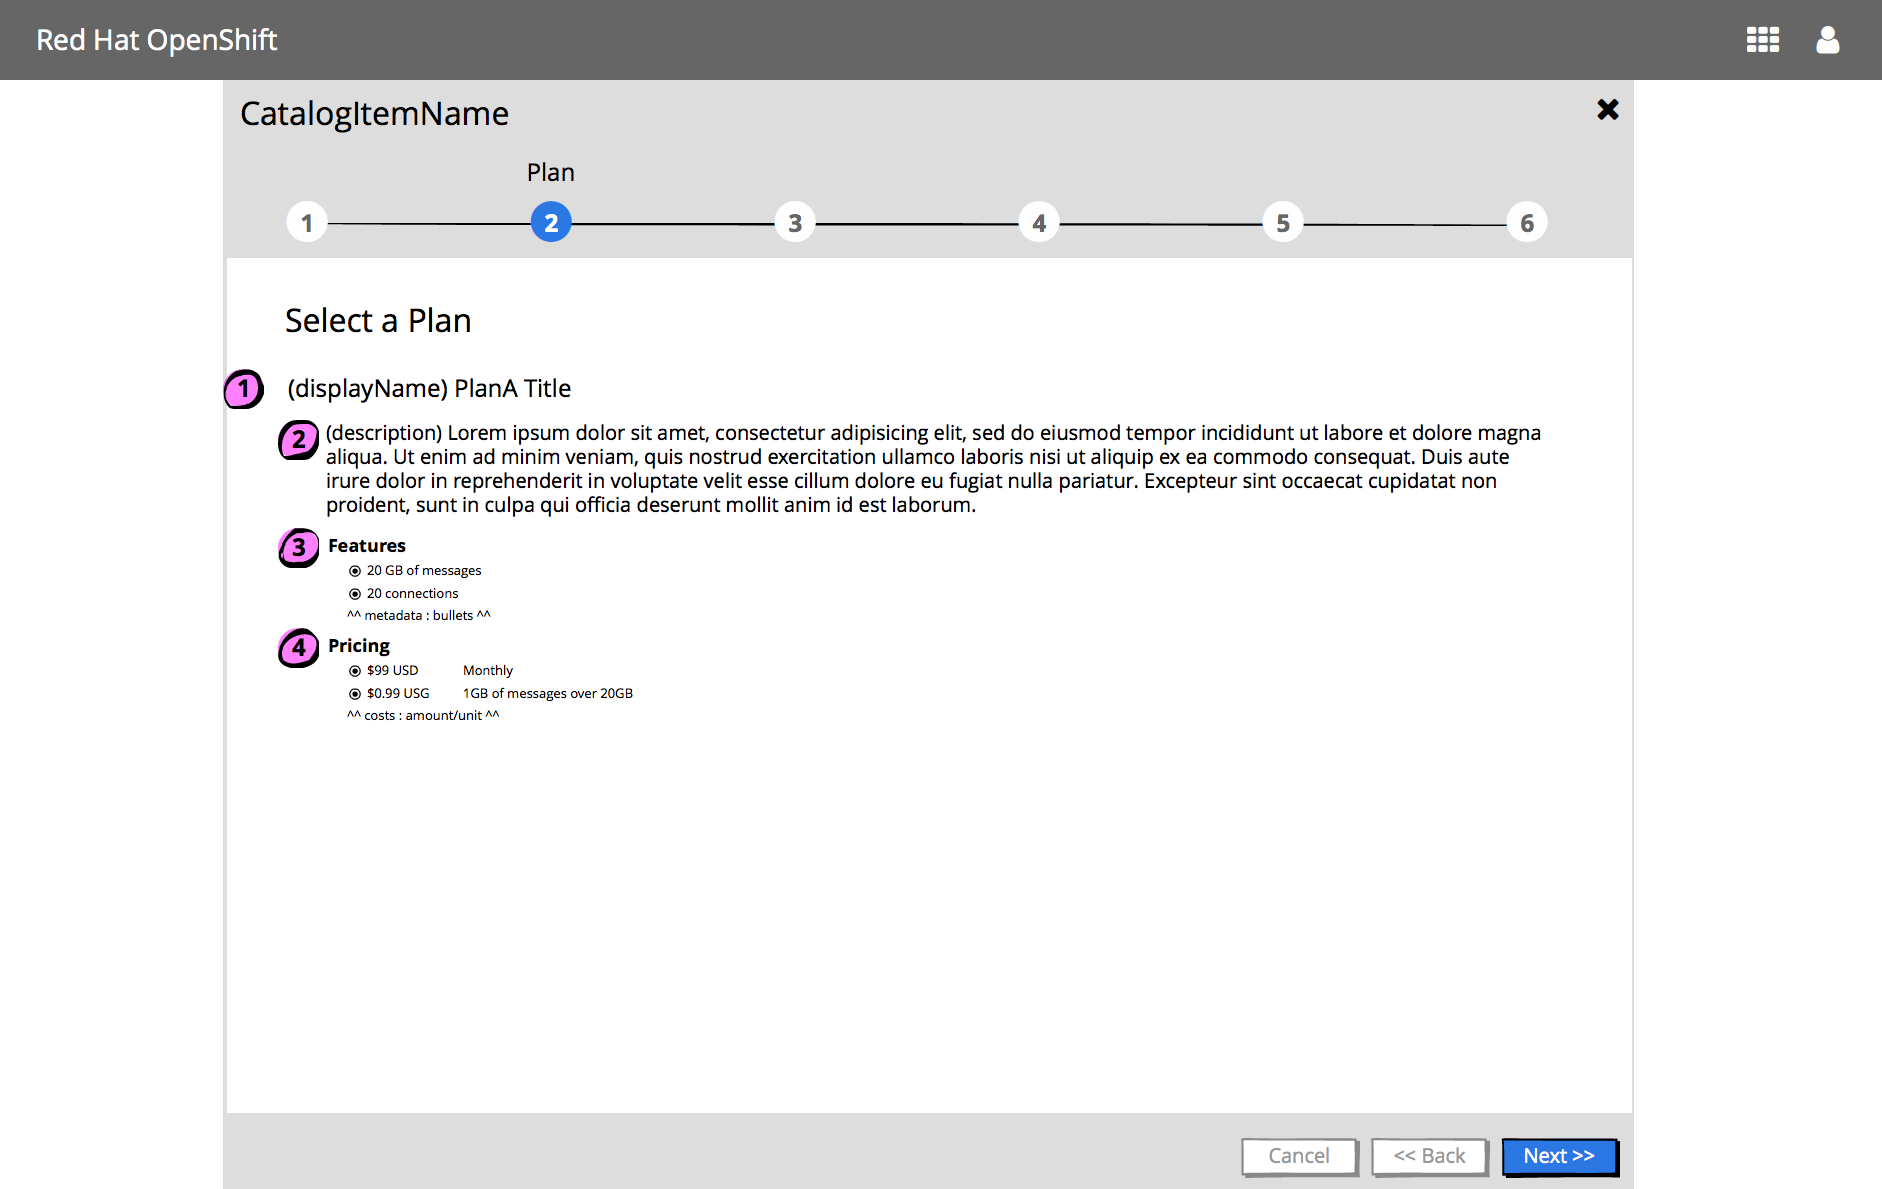 Red Hat OpenShift
CatalogItemName
Plan
1 2 3 4 5 6
Select a Plan
1 (displayName) PlanA Title
2 (description) Lorem ipsum dolor sit amet, consectetur adipisicing elit, sed do eiusmod tempor incididunt ut labore et dolore magna
aliqua. Ut enim ad minim veniam, quis nostrud exercitation ullamco laboris nisi ut aliquip ex ea commodo consequat. Duis aute
irure dolor in reprehenderit in voluptate velit esse cillum dolore eu fugiat nulla pariatur. Excepteur sint occaecat cupidatat non
proident, sunt in culpa qui officia deserunt mollit anim id est laborum.
3 Features
20 GB of messages
20 connections
^^ metadata : bullets ^^
4 Pricing
$99 USD Monthly
$0.99 USG 1GB of messages over 20GB
^^ costs : amount/unit ^^
Cancel << Back Next >>